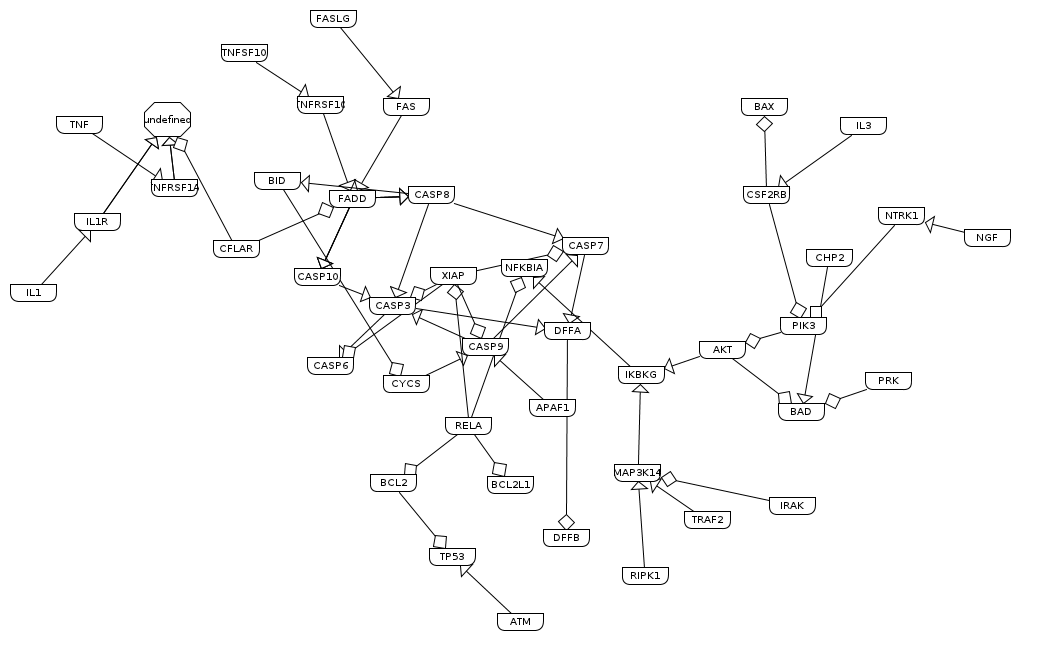 FASLG
TNFSF10
TNFRSF1C
FAS
BAX
TNF
undefined
IL3
BID
TNFRSF1A
FADD
CASP8
CSF2RB
IL1R
NTRK1
NGF
CFLAR
CASP7
CHP2
CASP10
XIAP
NFKBIA
IL1
CASP3
PIK3
DFFA
CASP9
AKT
CASP6
CYCS
IKBKG
PRK
APAF1
BAD
RELA
MAP3K14
BCL2
BCL2L1
IRAK
TRAF2
DFFB
TP53
RIPK1
ATM